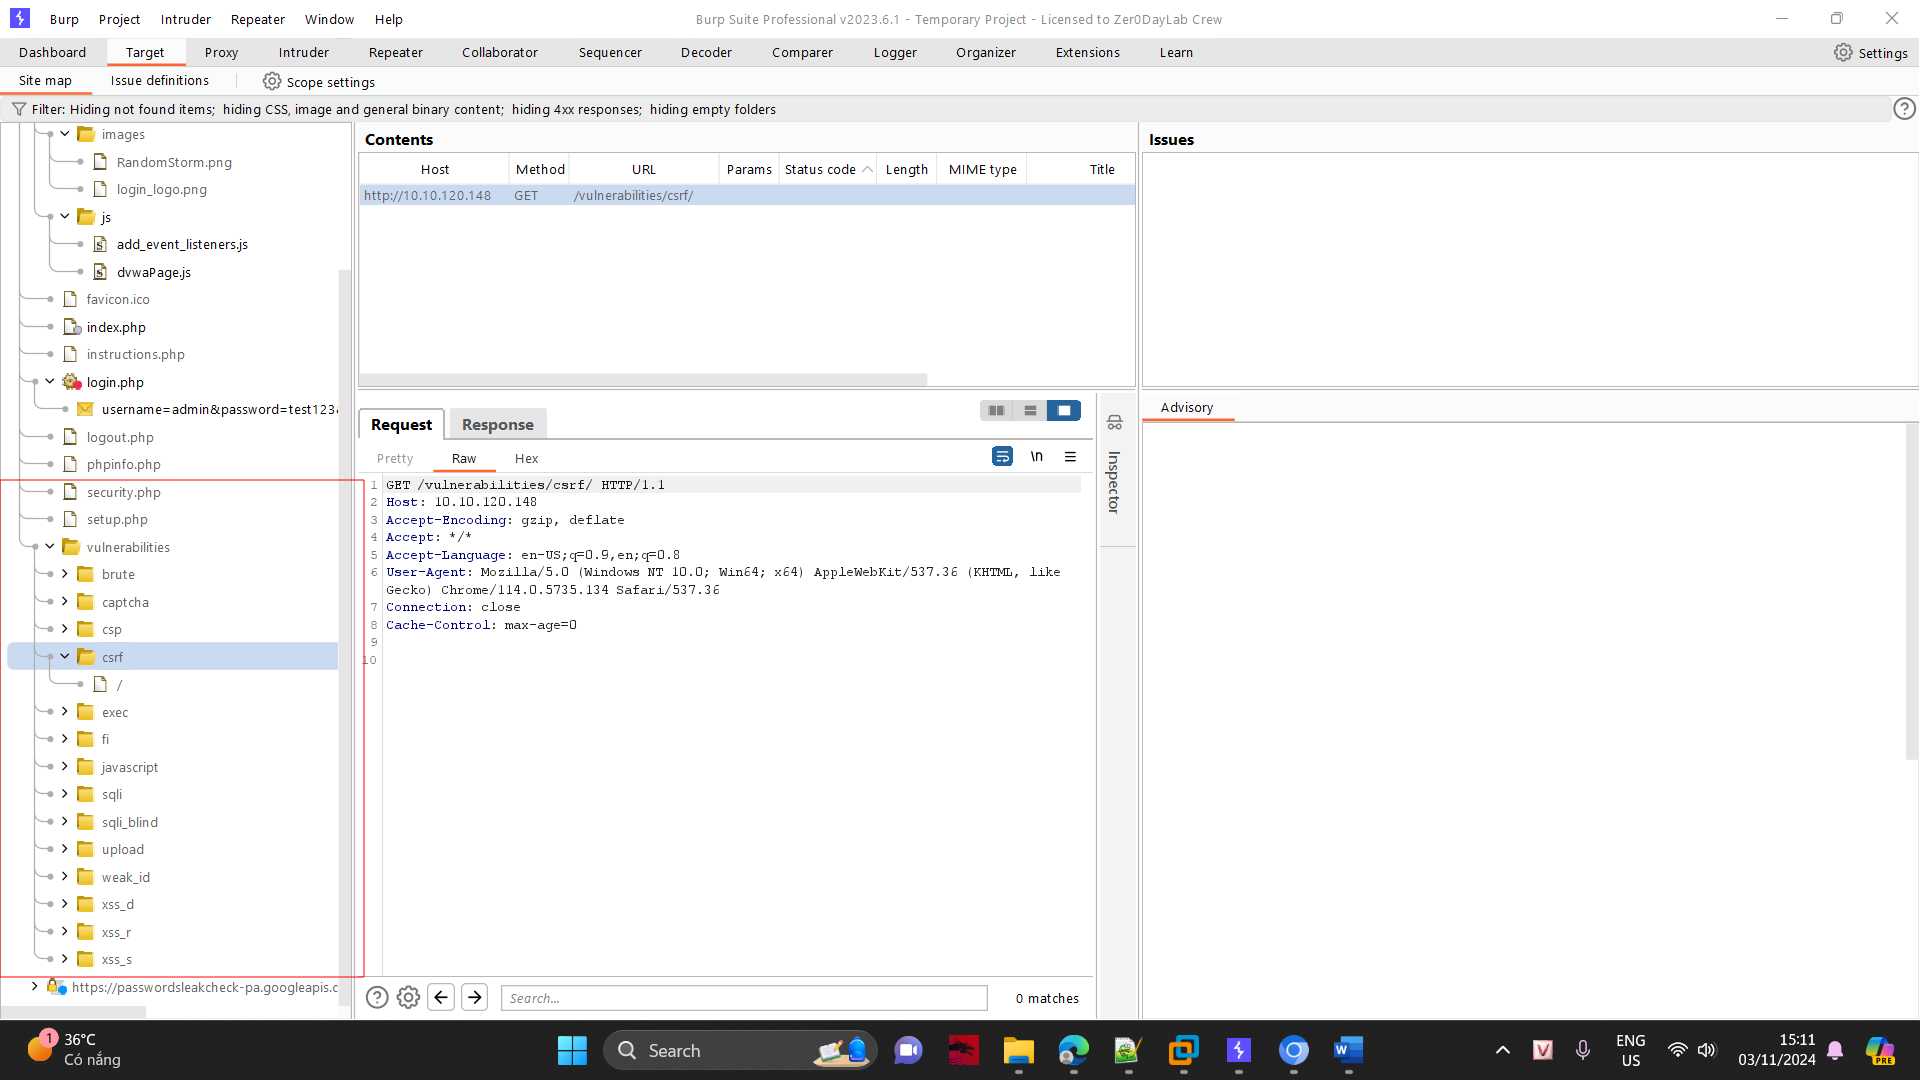 Burp Project Intruder Repeater Window Help
Burp Suite Professional v2023.6.1 - Temporary Project - Licensed to Zer0DayLab Crew
Dashboard Target Proxy Intruder Repeater Collaborator Sequencer Decoder Comparer Logger Organizer Extensions Learn
Settings
Site map Issue definitions Scope settings
Filter: Hiding not found items; hiding CSS, image and general binary content; hiding 4xx responses; hiding empty folders
images
RandomStorm.png
login_logo.png
js
add_event_listeners.js
dvwaPage.js
favicon.ico
index.php
instructions.php
login.php
username=admin&password=test123&
logout.php
phpinfo.php
security.php
setup.php
vulnerabilities
brute
captcha
csp
csrf
/
exec
fi
javascript
sqli
sqli_blind
upload
weak_id
xss_d
xss_r
xss_s
https://passwordsleakcheck-pa.googleapis.c
Contents
Host Method URL Params Status code Length MIME type Title
http://10.10.120.148 GET /vulnerabilities/csrf/
Request Response
Pretty Raw Hex
\n
1 GET /vulnerabilities/csrf/ HTTP/1.1
2 Host: 10.10.120.148
3 Accept-Encoding: gzip, deflate
4 Accept: */*
5 Accept-Language: en-US;q=0.9,en;q=0.8
6 User-Agent: Mozilla/5.0 (Windows NT 10.0; Win64; x64) AppleWebKit/537.36 (KHTML, like
Gecko) Chrome/114.0.5735.134 Safari/537.36
7 Connection: close
8 Cache-Control: max-age=0
9
10
Search...
0 matches
Inspector
Issues
Advisory
1
36°C
Có nắng
Search
ENG
US
15:11
03/11/2024
PRE